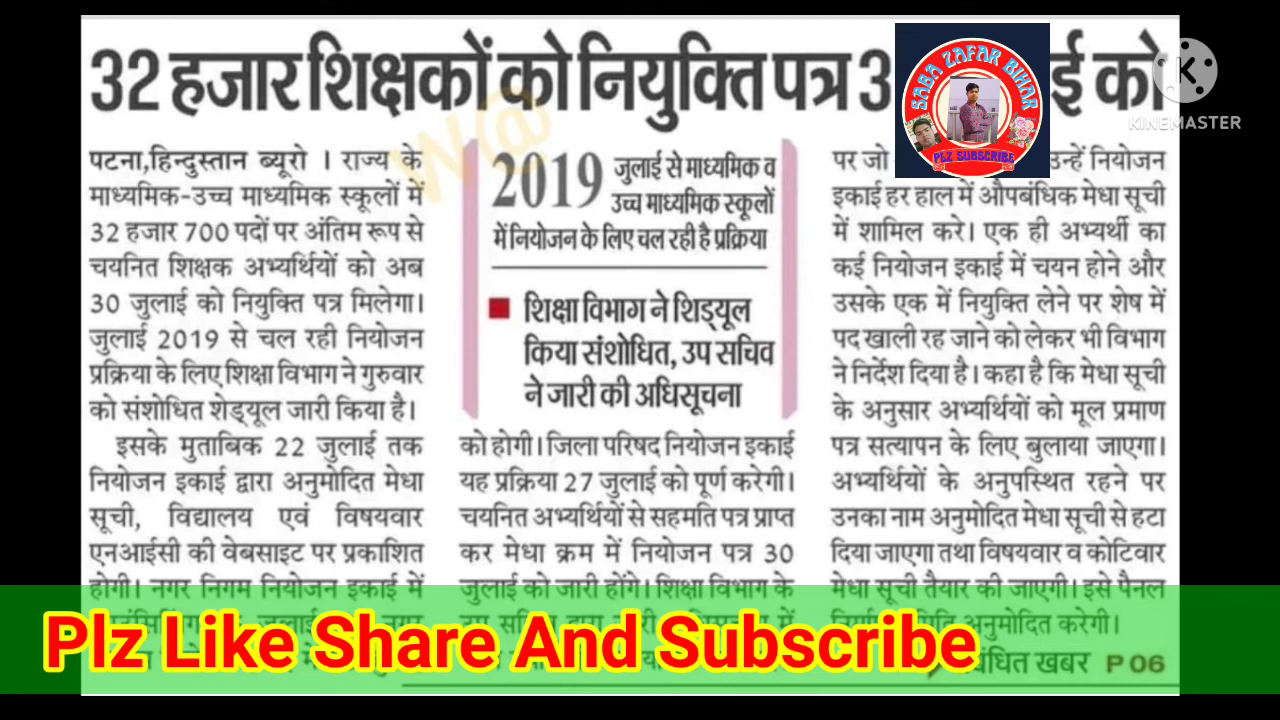 32 हजार शिक्षकों को नियुक्ति पत्र 3 ई को
SABA ZAFAR BIHAR
PLZ SUBSCRIBE
K
KINEMASTER
W@
पटना,हिन्दुस्तान ब्यूरो । राज्य के
माध्यमिक-उच्च माध्यमिक स्कूलों में
32 हजार 700 पदों पर अंतिम रूप से
चयनित शिक्षक अभ्यर्थियों को अब
30 जुलाई को नियुक्ति पत्र मिलेगा।
जुलाई 2019 से चल रही नियोजन
प्रक्रिया के लिए शिक्षा विभाग ने गुरुवार
को संशोधित शेड्यूल जारी किया है।
इसके मुताबिक 22 जुलाई तक
नियोजन इकाई द्वारा अनुमोदित मेधा
सूची, विद्यालय एवं विषयवार
एनआईसी की वेबसाइट पर प्रकाशित
होगी। नगर निगम नियोजन इकाई में
2019 जुलाई से माध्यमिक व
उच्च माध्यमिक स्कूलों
में नियोजन के लिए चल रही है प्रक्रिया
शिक्षा विभाग ने शिड्यूल
किया संशोधित, उप सचिव
ने जारी की अधिसूचना
को होगी। जिला परिषद नियोजन इकाई
यह प्रक्रिया 27 जुलाई को पूर्ण करेगी।
चयनित अभ्यर्थियों से सहमति पत्र प्राप्त
कर मेधा क्रम में नियोजन पत्र 30
जुलाई को जारी होंगे। शिक्षा विभाग के
पर जो उन्हें नियोजन
इकाई हर हाल में औपबंधिक मेधा सूची
में शामिल करे। एक ही अभ्यर्थी का
कई नियोजन इकाई में चयन होने और
उसके एक में नियुक्ति लेने पर शेष में
पद खाली रह जाने को लेकर भी विभाग
ने निर्देश दिया है। कहा है कि मेधा सूची
के अनुसार अभ्यर्थियों को मूल प्रमाण
पत्र सत्यापन के लिए बुलाया जाएगा।
अभ्यर्थियों के अनुपस्थित रहने पर
उनका नाम अनुमोदित मेधा सूची से हटा
दिया जाएगा तथा विषयवार व कोटिवार
मेधा सूची तैयार की जाएगी। इसे पैनल
अनुमोदित करेगी।
खबर P 06
Plz Like Share And Subscribe